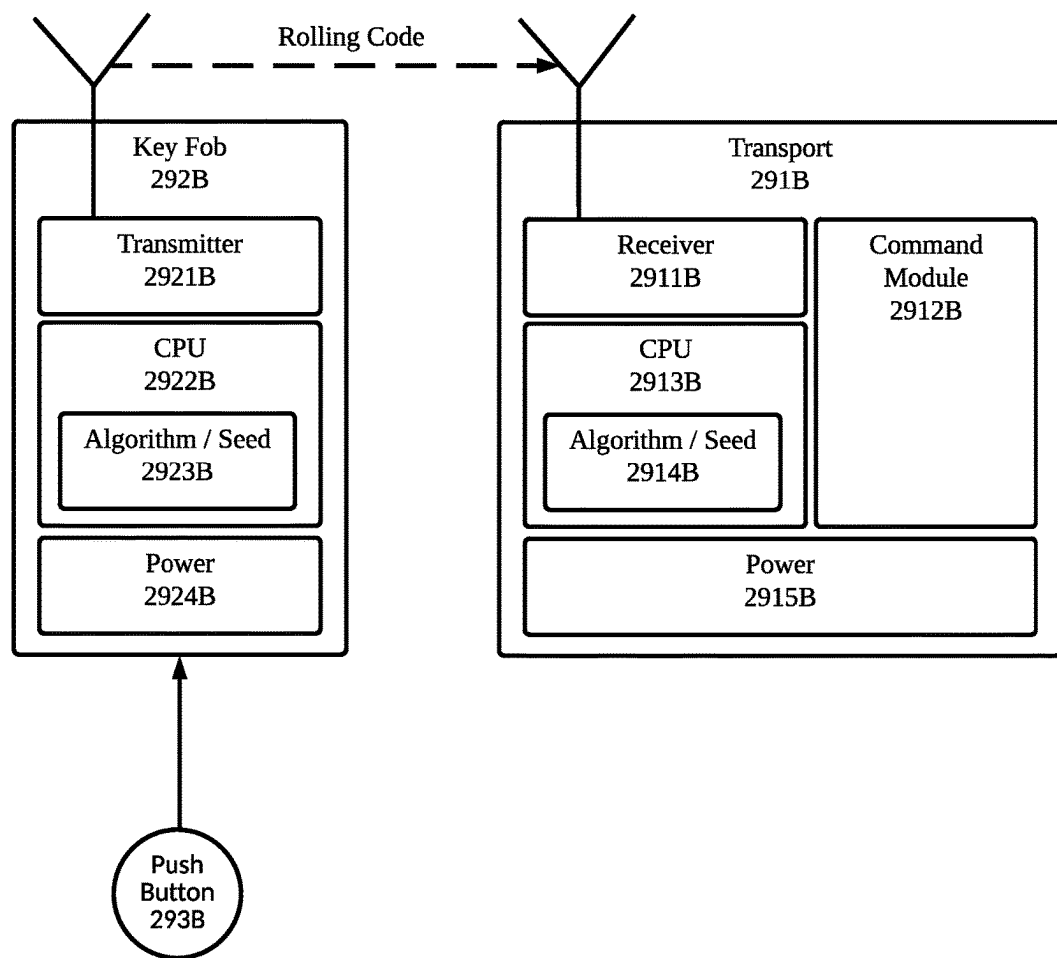 Rolling Code
Key Fob
292B
Transmitter
2921B
CPU
2922B
Algorithm / Seed
2923B
Power
2924B
Push
Button
293B
Transport
291B
Receiver
2911B
Command
Module
2912B
CPU
2913B
Algorithm / Seed
2914B
Power
2915B